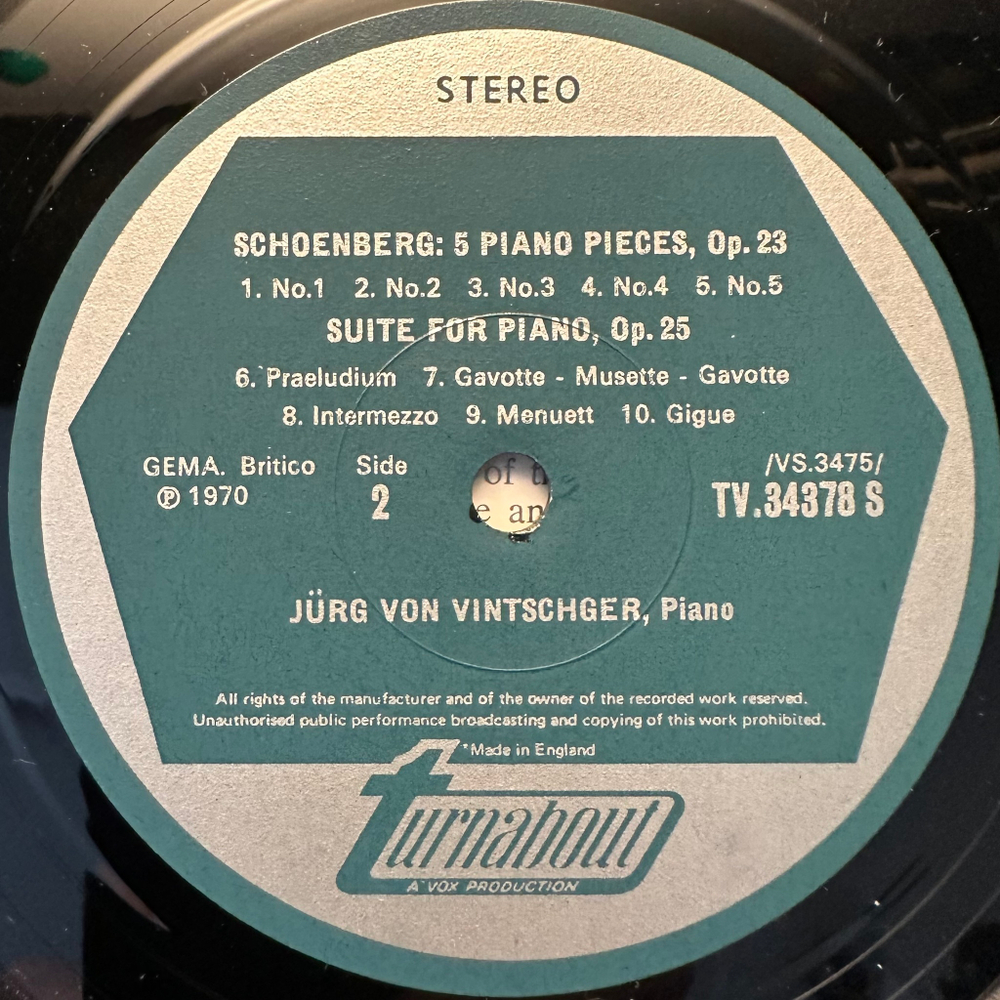 STEREO
SCHOENBERG: 5 PIANO PIECES, Op. 23
1. No.1 2. No.2 3. No.3 4. No.4 5. No.5
SUITE FOR PIANO, Op. 25
6. Praeludium 7. Gavotte - Musette - Gavotte
8. Intermezzo 9. Menuett 10. Gigue
GEMA. Britico Side /VS.3475/
℗ 1970 2 TV.34378 S
of
e an
JÜRG VON VINTSCHGER, Piano
All rights of the manufacturer and of the owner of the recorded work reserved.
Unauthorised public performance broadcasting and copying of this work prohibited.
Made in England
turnabout
A VOX PRODUCTION